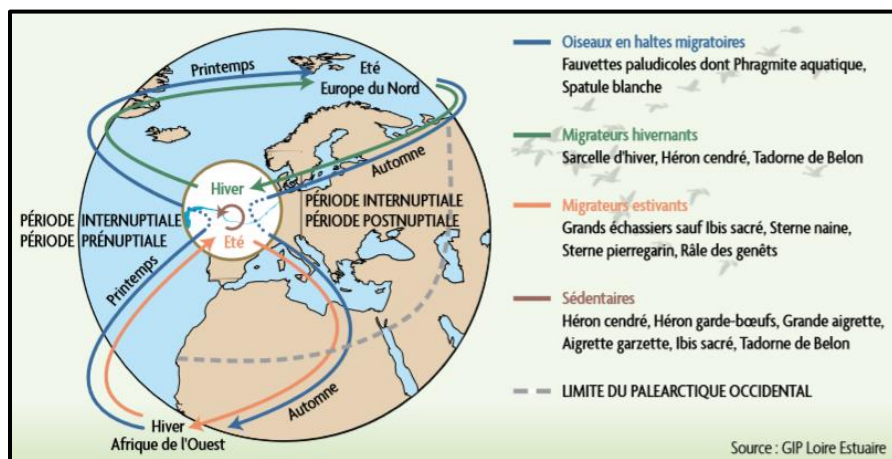 Printemps
Eté
Europe du Nord
Automne
Hiver
PÉRIODE INTERNUPTIALE
PÉRIODE PRÉNUPTIALE
PÉRIODE INTERNUPTIALE
PÉRIODE POSTNUPTIALE
Eté
Printemps
Automne
Hiver
Afrique de l'Ouest
Oiseaux en haltes migratoires
Fauvettes paludicoles dont Phragmite aquatique,
Spatule blanche
Migrateurs hivernants
Sarcelle d'hiver, Héron cendré, Tadorne de Belon
Migrateurs estivants
Grands échassiers sauf Ibis sacré, Sterne naine,
Sterne pierregarin, Râle des genêts
Sédentaires
Héron cendré, Héron garde-bœufs, Grande aigrette,
Aigrette garzette, Ibis sacré, Tadorne de Belon
LIMITE DU PALEARCTIQUE OCCIDENTAL
Source : GIP Loire Estuaire